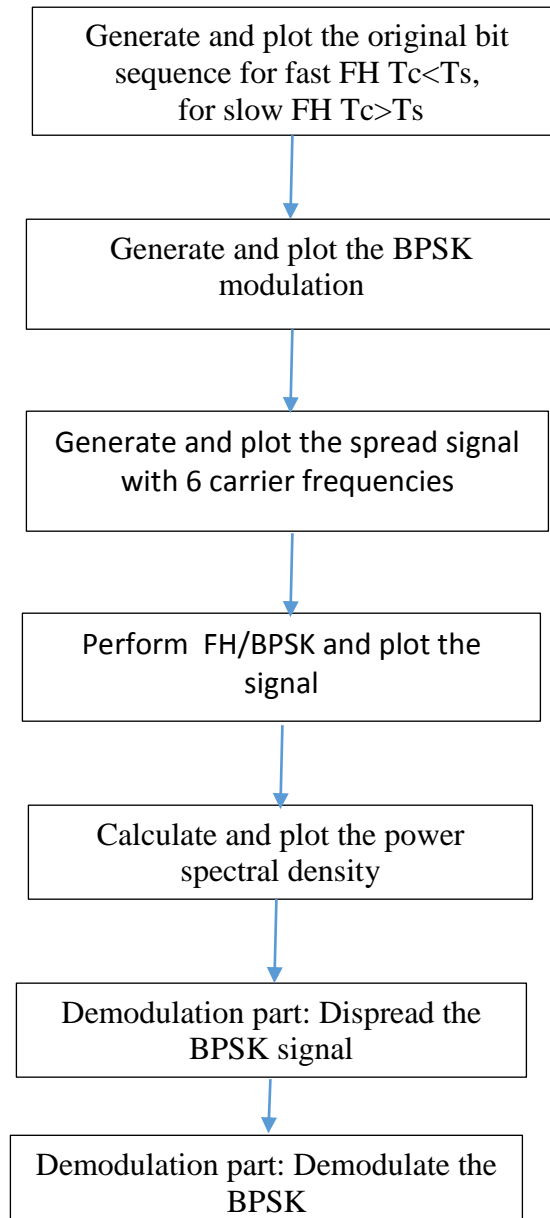 Generate and plot the original bit
sequence for fast FH Tc<Ts,
for slow FH Tc>Ts
Generate and plot the BPSK
modulation
Generate and plot the spread signal
with 6 carrier frequencies
Perform FH/BPSK and plot the
signal
Calculate and plot the power
spectral density
Demodulation part: Dispread the
BPSK signal
Demodulation part: Demodulate the
BPSK